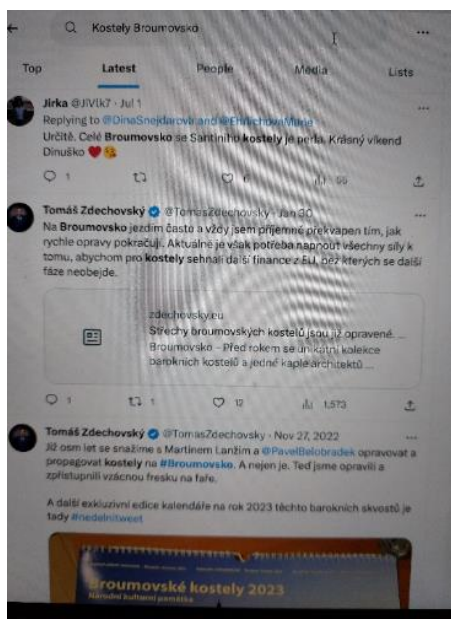 Kostely Broumovsko
Top Latest People Media Lists
Jirka @JiVlk7 · Jul 1
Replying to @DinaSnejdarova and @EhrlichovaMarie
Určitě. Celé Broumovsko se Santiniho kostely je perla. Krásný víkend
Dinuško ❤️😘
1 6 66
Tomáš Zdechovský @TomasZdechovsky · Jan 30
Na Broumovsko jezdím často a vždy jsem příjemně překvapen tím, jak
rychle opravy pokračují. Aktuálně je však potřeba napnout všechny síly k
tomu, abychom pro kostely sehnali další finance z EU, bez kterých se další
fáze neobejde.
zdechovsky.eu
Střechy broumovských kostelů jsou již opravené. ...
Broumovsko – Před rokem se unikátní kolekce
barokních kostelů a jedné kaple architektů ...
1 1 12 1,573
Tomáš Zdechovský @TomasZdechovsky · Nov 27, 2022
Již osm let se snažíme s Martinem Lanžim a @PavelBelobradek opravovat a
propagovat kostely na #Broumovsko. A nejen je. Teď jsme opravili a
zpřístupnili vzácnou fresku na faře.
A další exkluzivní edice kalendáře na rok 2023 těchto barokních skvostů je
tady #nedelnitweet
Broumovské kostely 2023
Národní kulturní památka